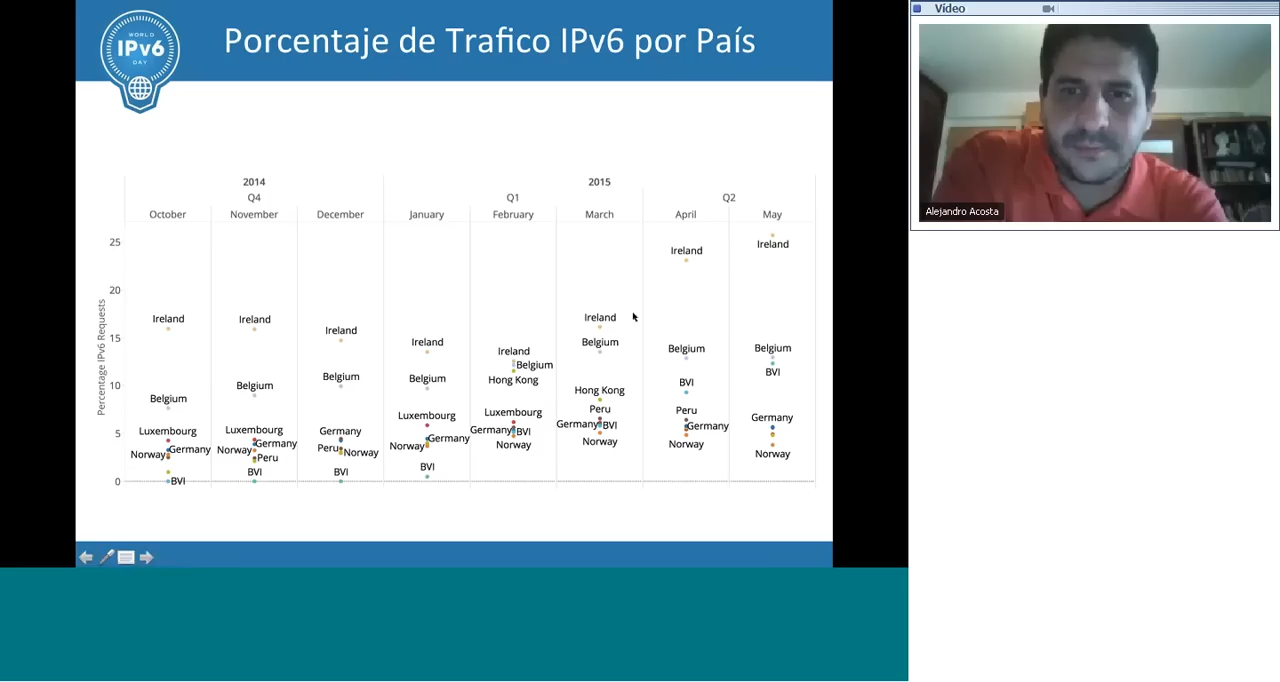 WORLD
IPv6
DAY
Porcentaje de Trafico IPv6 por País
2014
2015
Q4
Q1
Q2
October
November
December
January
February
March
April
May
Percentage IPv6 Requests
25
20
15
10
5
0
Ireland
Belgium
Luxembourg
Germany
Norway
BVI
Ireland
Belgium
Luxembourg
Germany
Norway
Peru
BVI
Ireland
Belgium
Germany
Peru
Norway
BVI
Ireland
Belgium
Luxembourg
Germany
Norway
BVI
Ireland
Belgium
Hong Kong
Luxembourg
Germany
BVI
Norway
Ireland
Belgium
Hong Kong
Peru
Germany
BVI
Norway
Ireland
Belgium
BVI
Peru
Germany
Norway
Ireland
Belgium
BVI
Germany
Norway
Vídeo
Alejandro Acosta